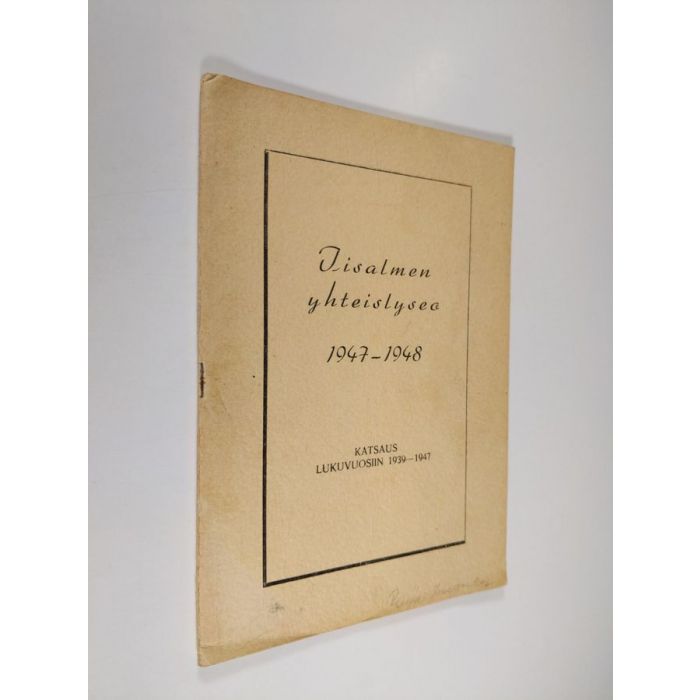 Iisalmen
yhteislyseo
1947-1948
KATSAUS
LUKUVUOSIIN 1939—1947